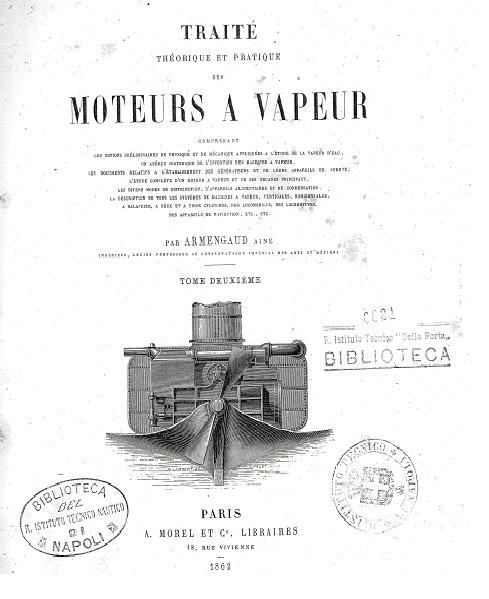 TRAITÉ
THÉORIQUE ET PRATIQUE
DES
MOTEURS A VAPEUR
COMPRENANT
LES NOTIONS PRÉLIMINAIRES DE PHYSIQUE ET DE MÉCANIQUE APPLIQUÉES A L'ÉTUDE DE LA VAPEUR D'EAU,
UN APERÇU HISTORIQUE DE L'INVENTION DES MACHINES A VAPEUR,
LES DOCUMENTS RELATIFS A L'ÉTABLISSEMENT DES GÉNÉRATEURS ET DE LEURS APPAREILS DE SURETÉ,
L'ÉTUDE COMPLÈTE D'UN MOTEUR A VAPEUR ET DE SES ORGANES PRINCIPAUX,
LES DIVERS MODES DE DISTRIBUTION, D'APPAREILS ALIMENTAIRES ET DE CONDENSATION,
LA DESCRIPTION DE TOUS LES SYSTÈMES DE MACHINES A VAPEUR, VERTICALES, HORIZONTALES,
A BALANCIER, A DEUX ET A TROIS CYLINDRES, DES LOCOMOBILES, DES LOCOMOTIVES,
DES APPAREILS DE NAVIGATION, ETC., ETC.
PAR ARMENGAUD AINÉ
INGÉNIEUR, ANCIEN PROFESSEUR AU CONSERVATOIRE IMPÉRIAL DES ARTS ET MÉTIERS
TOME DEUXIÈME
0021
R. Istituto Tecnico "Della Porta"
BIBLIOTECA
BIBLIOTECA
DEL
R. ISTITUTO TECNICO NAUTICO
DI
NAPOLI
PARIS
A. MOREL ET Cie, LIBRAIRES
18, RUE VIVIENNE
1862